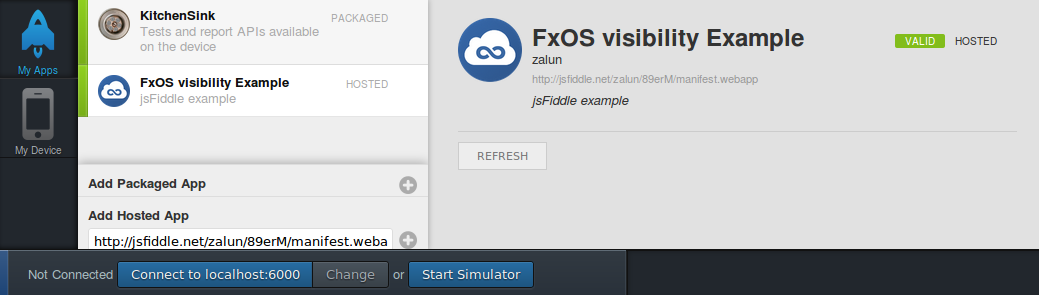 My Apps
My Device
KitchenSink
PACKAGED
Tests and report APIs available
on the device
FxOS visibility Example
HOSTED
jsFiddle example
Add Packaged App
Add Hosted App
http://jsfiddle.net/zalun/89erM/manifest.weba
FxOS visibility Example
VALID
HOSTED
zalun
http://jsfiddle.net/zalun/89erM/manifest.webapp
jsFiddle example
REFRESH
Not Connected Connect to localhost:6000 Change or Start Simulator